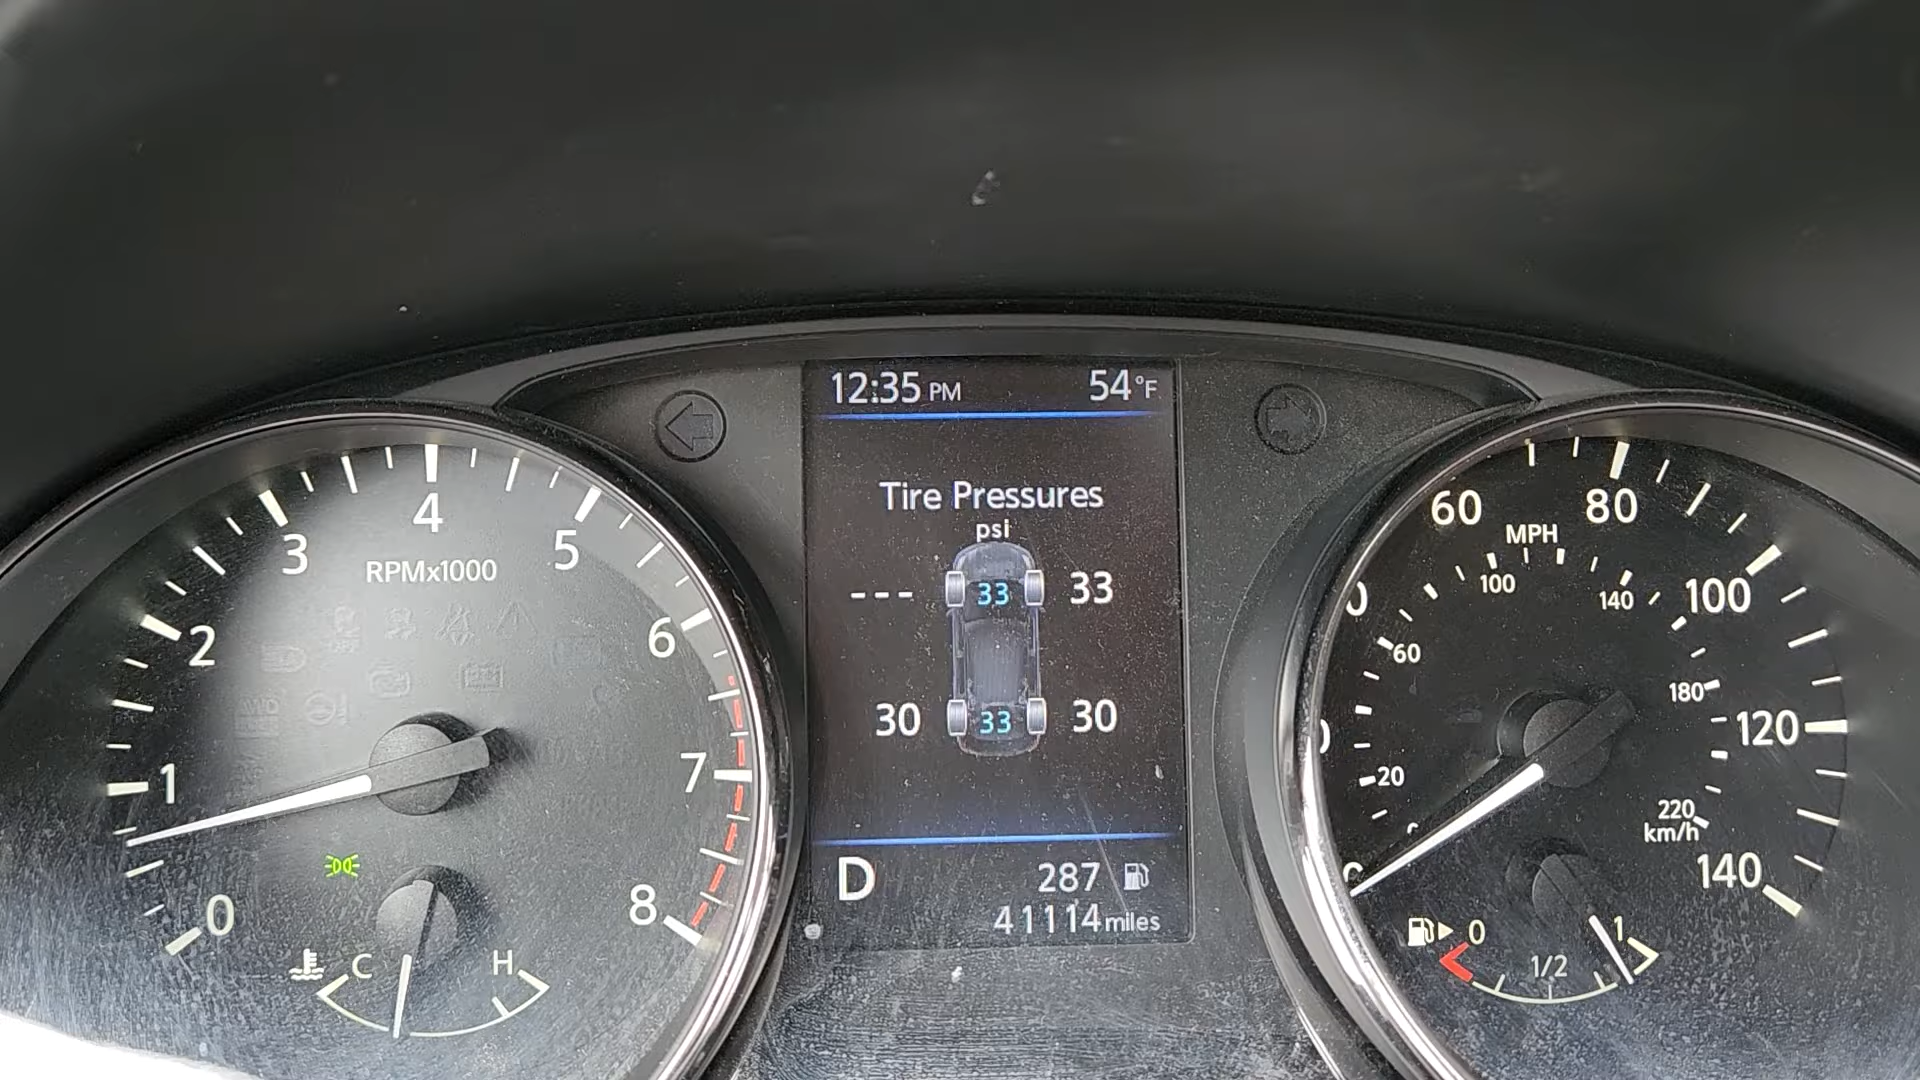 12:35 PM 54°F
Tire Pressures
psi
--- 33 33
30 33 30
D 287
41114 miles
0 1 2 3 4 5 6 7 8
RPMx1000
C H
60 80 100 120 140
MPH
20 60 100 140 180 220
km/h
0 1/2 1